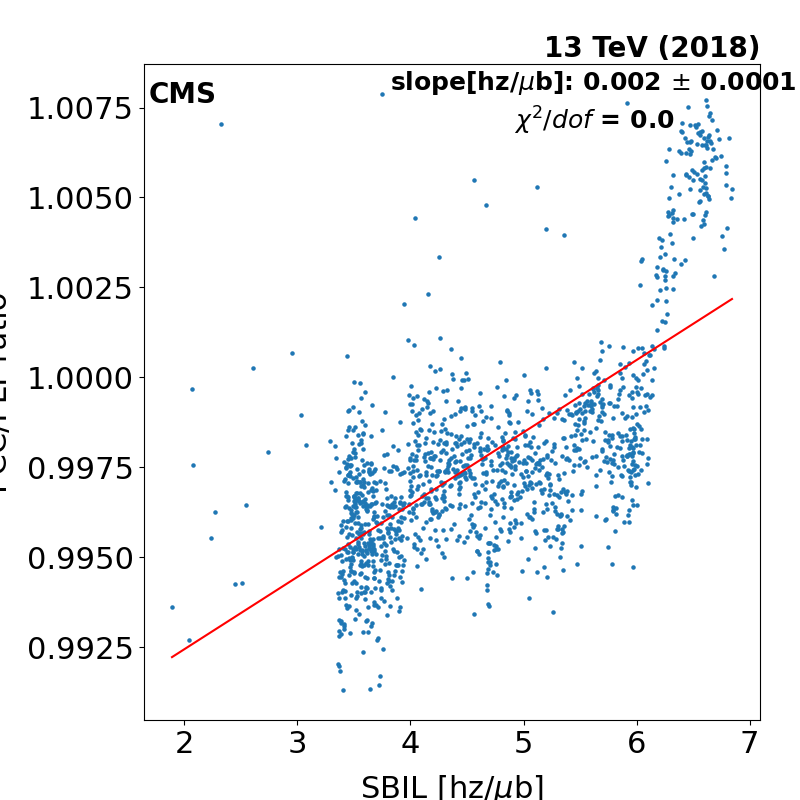 13 TeV (2018)
CMS
slope[hz/μb]: 0.002 ± 0.0001
χ²/dof = 0.0
1.0075
1.0050
1.0025
1.0000
0.9975
0.9950
0.9925
2 3 4 5 6 7
SBIL [hz/μb]